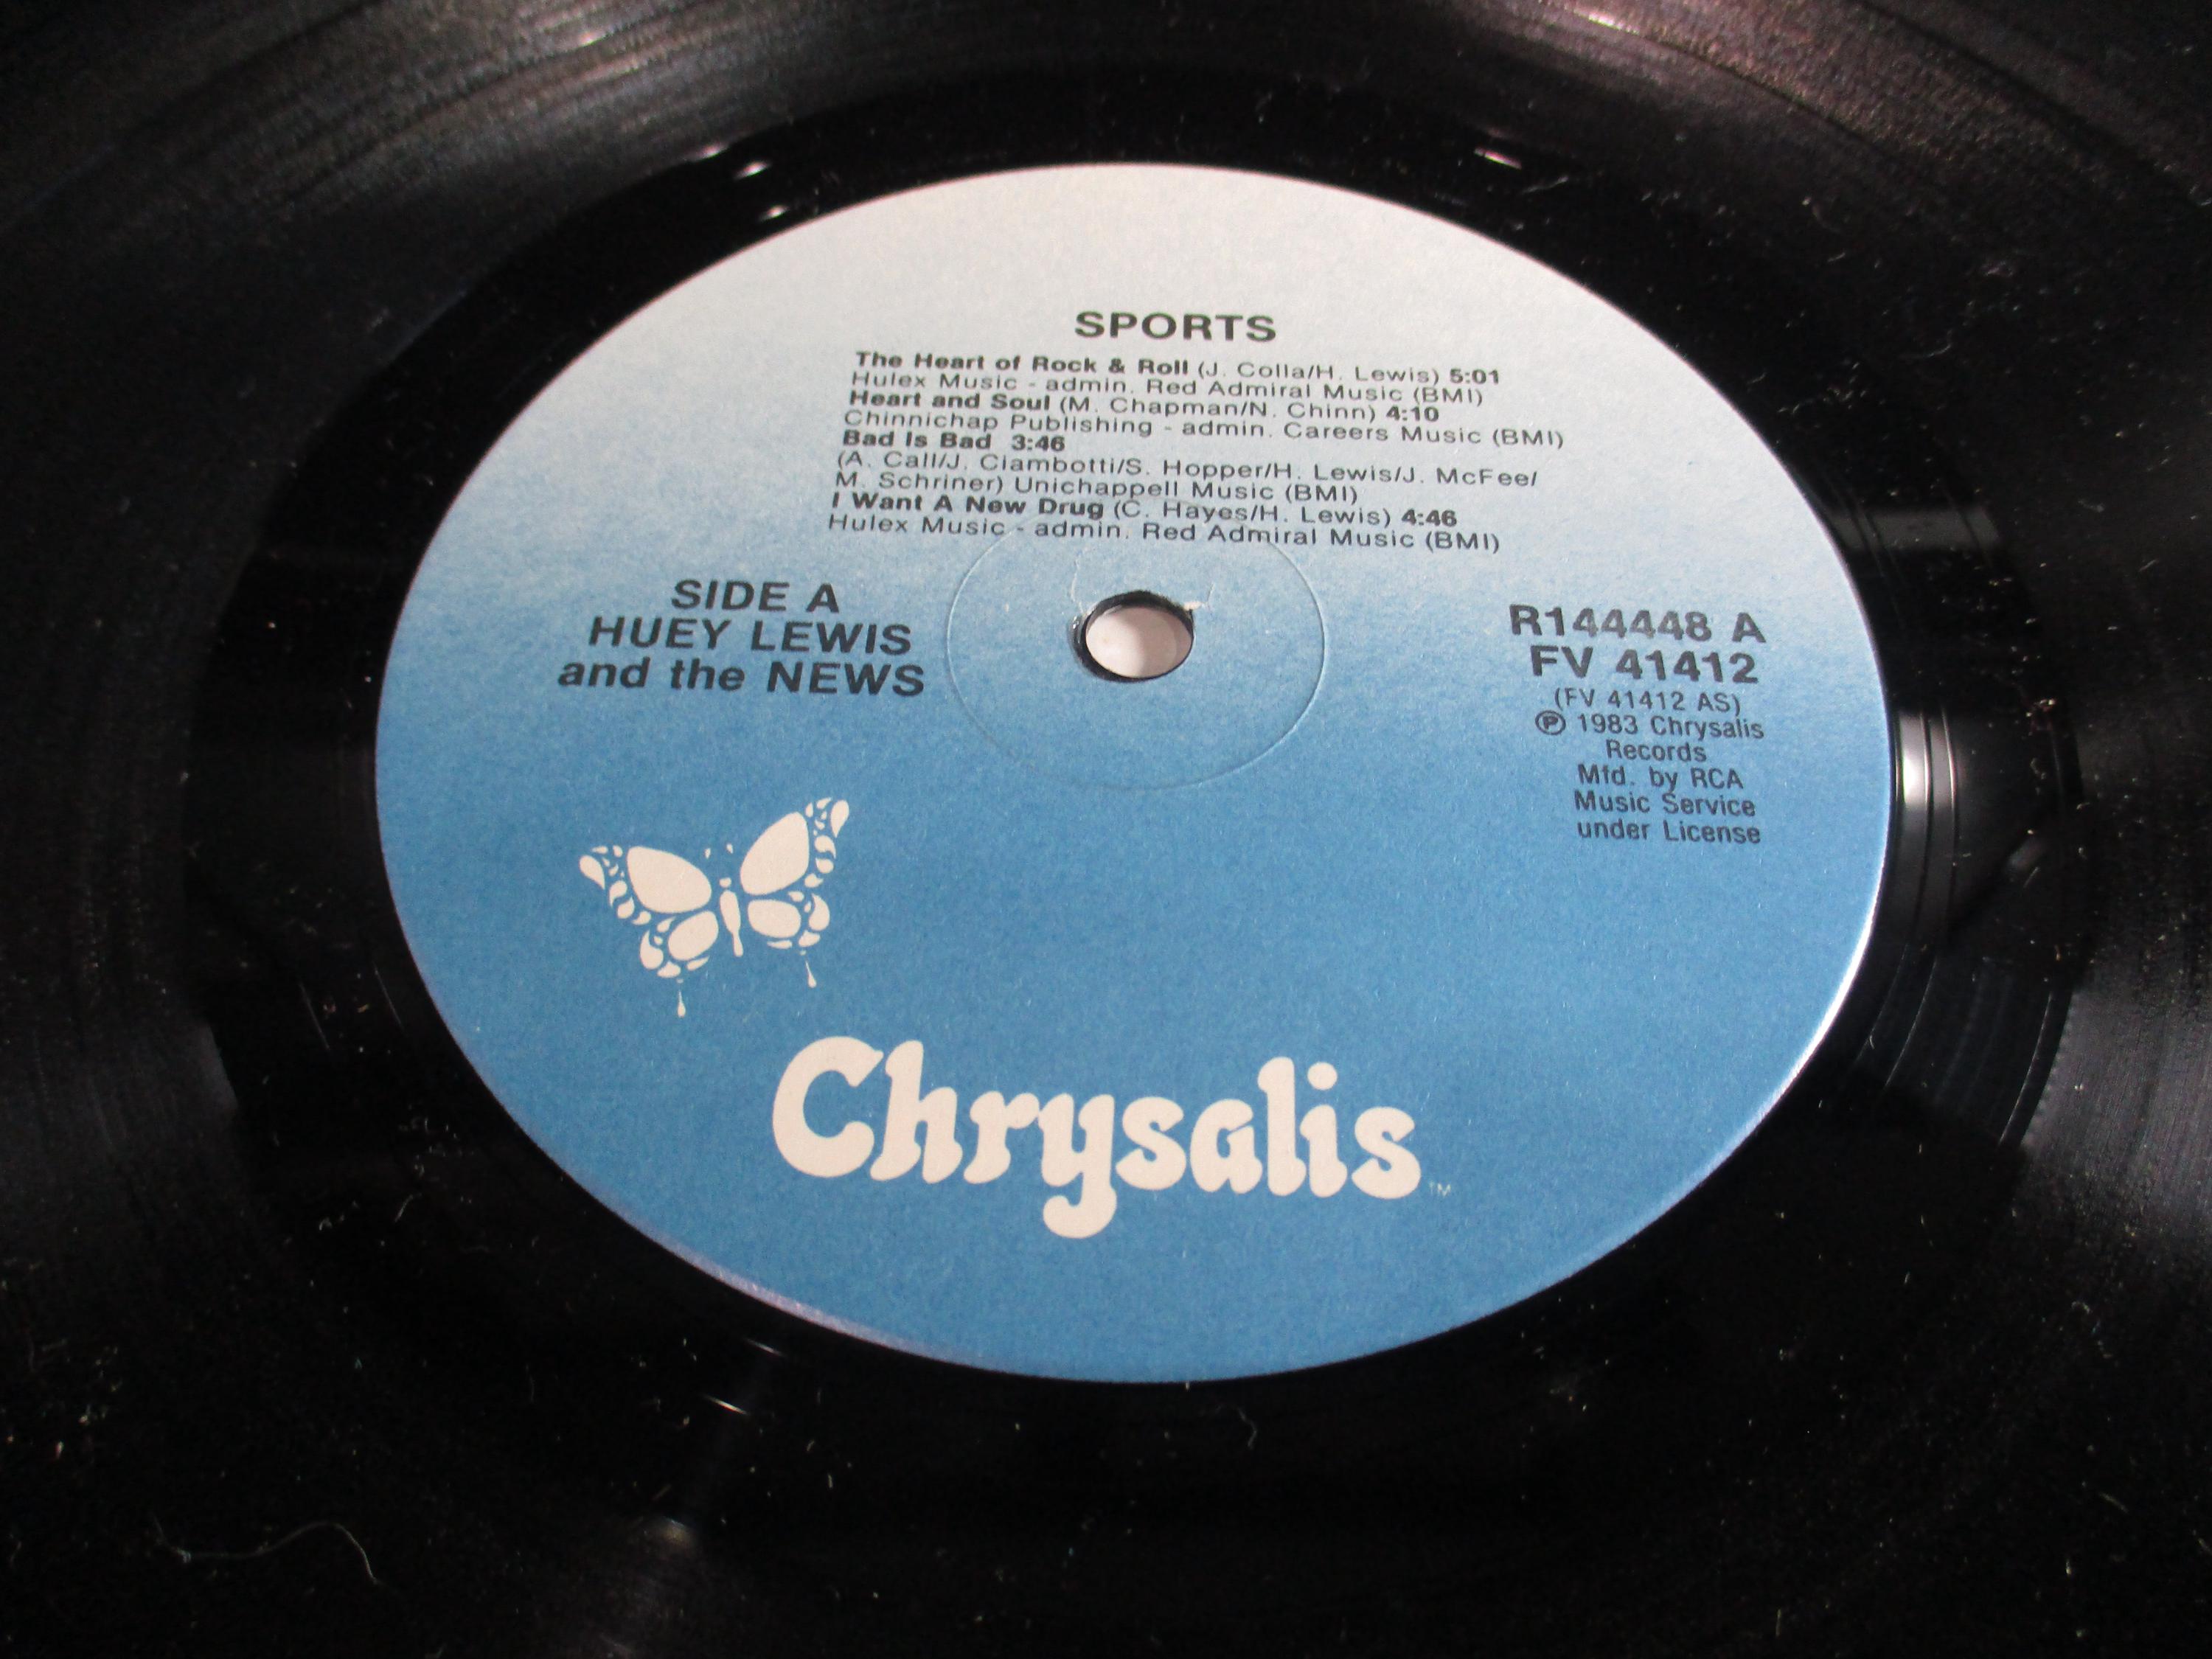 SPORTS
The Heart of Rock & Roll (J. Colla/H. Lewis) 5:01
Hulex Music - admin. Red Admiral Music (BMI)
Heart and Soul (M. Chapman/N. Chinn) 4:10
Chinnichap Publishing - admin. Careers Music (BMI)
Bad Is Bad 3:46
(A. Call/J. Ciambotti/S. Hopper/H. Lewis/J. McFee/
M. Schriner) Unichappell Music (BMI)
I Want A New Drug (C. Hayes/H. Lewis) 4:46
Hulex Music - admin. Red Admiral Music (BMI)
SIDE A
HUEY LEWIS
and the NEWS
R144448 A
FV 41412
(FV 41412 AS)
℗ 1983 Chrysalis
Records
Mfd. by RCA
Music Service
under License
Chrysalis™